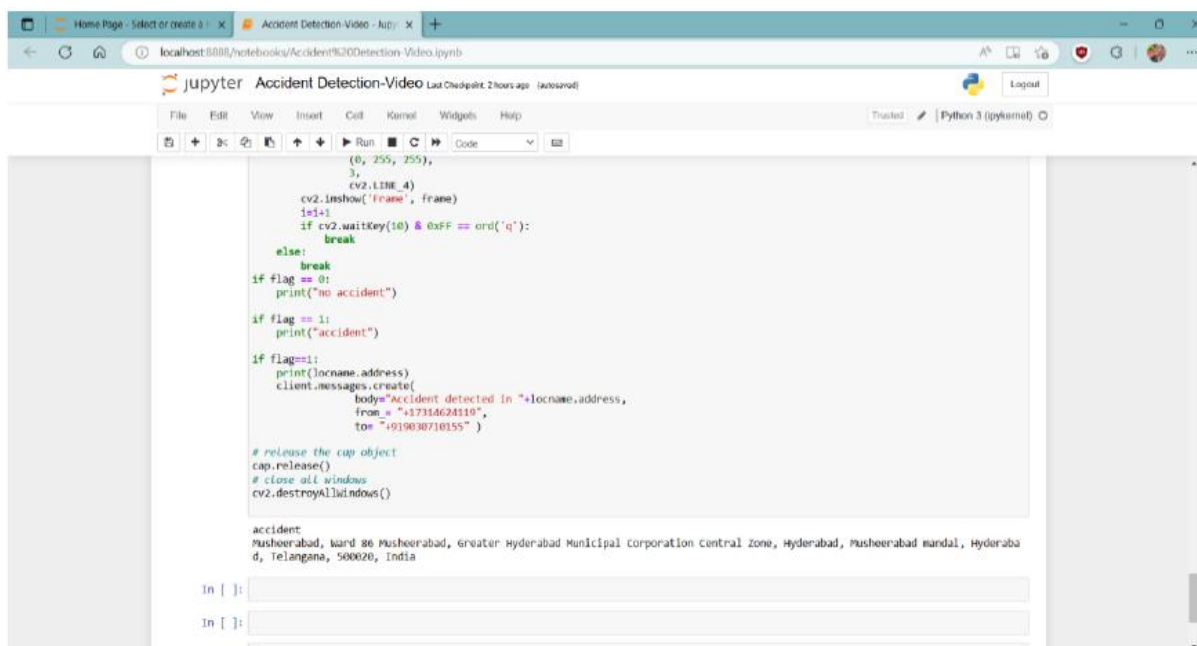 Home Page - Select or create a
Accident Detection-Video - Jupy
localhost:8888/notebooks/Accident%20Detection-Video.ipynb
jupyter Accident Detection-Video Last Checkpoint: 2 hours ago (autosaved)
Logout
File Edit View Insert Cell Kernel Widgets Help
Trusted Python 3 (ipykernel)
Run Code
(0, 255, 255),
3,
cv2.LINE_4)
cv2.imshow('Frame', frame)
i=i+1
if cv2.waitKey(10) & 0xFF == ord('q'):
break
else:
break
if flag == 0:
print("no accident")
if flag == 1:
print("accident")
if flag==1:
print(locname.address)
client.messages.create(
body="Accident detected in "+locname.address,
from_= "+17314624119",
to= "+919030710155" )
# release the cap object
cap.release()
# close all windows
cv2.destroyAllWindows()
accident
Musheerabad, Ward 86 Musheerabad, Greater Hyderabad Municipal Corporation Central Zone, Hyderabad, Musheerabad mandal, Hyderaba
d, Telangana, 500020, India
In [ ]:
In [ ]: